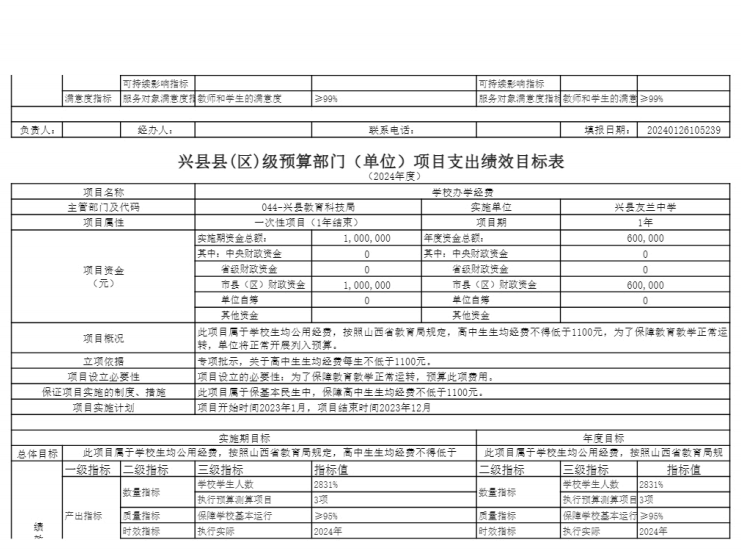 可持续影响指标 可持续影响指标
满意度指标 服务对象满意度指 教师和学生的满意度 ≥99% 服务对象满意度指标 教师和学生的满意 ≥99%
负责人: 经办人: 联系电话: 填报日期: 20240126105239
兴县县(区)级预算部门（单位）项目支出绩效目标表
（2024年度）
项目名称 学校办学经费
主管部门及代码 044-兴县教育科技局 实施单位 兴县友兰中学
项目属性 一次性项目（1年结束） 项目期 1年
项目资金
（元）
实施期资金总额: 1,000,000 年度资金总额: 600,000
其中: 中央财政资金 0 其中: 中央财政资金 0
省级财政资金 0 省级财政资金 0
市县（区）财政资金 1,000,000 市县（区）财政资金 600,000
单位自筹 0 单位自筹 0
其他资金 其他资金
项目概况 此项目属于学校生均公用经费，按照山西省教育局规定，高中生生均经费不得低于1100元，为了保障教育教学正常运
转，单位将正常开展列入预算。
立项依据 专项批示，关于高中生生均经费每生不低于1100元。
项目设立必要性 项目设立的必要性：为了保障教育教学正常运转，预算此项费用。
保证项目实施的制度、措施 此项目属于保基本民生中，保障高中生生均经费不低于1100元。
项目实施计划 项目开始时间2023年1月，项目结束时间2023年12月
实施期目标 年度目标
总体目标 此项目属于学校生均公用经费，按照山西省教育局规定，高中生生均经费不得低于 此项目属于学校生均公用经费，按照山西省教育局规
一级指标 二级指标 三级指标 指标值 二级指标 三级指标 指标值
产出指标 数量指标 学校学生人数 2831% 数量指标 学校学生人数 2831%
执行预算测算项目 3项 执行预算测算项目 3项
质量指标 保障学校基本运行 ≥95% 质量指标 保障学校基本运行 ≥95%
时效指标 执行实际 2024年 时效指标 执行实际 2024年
绩